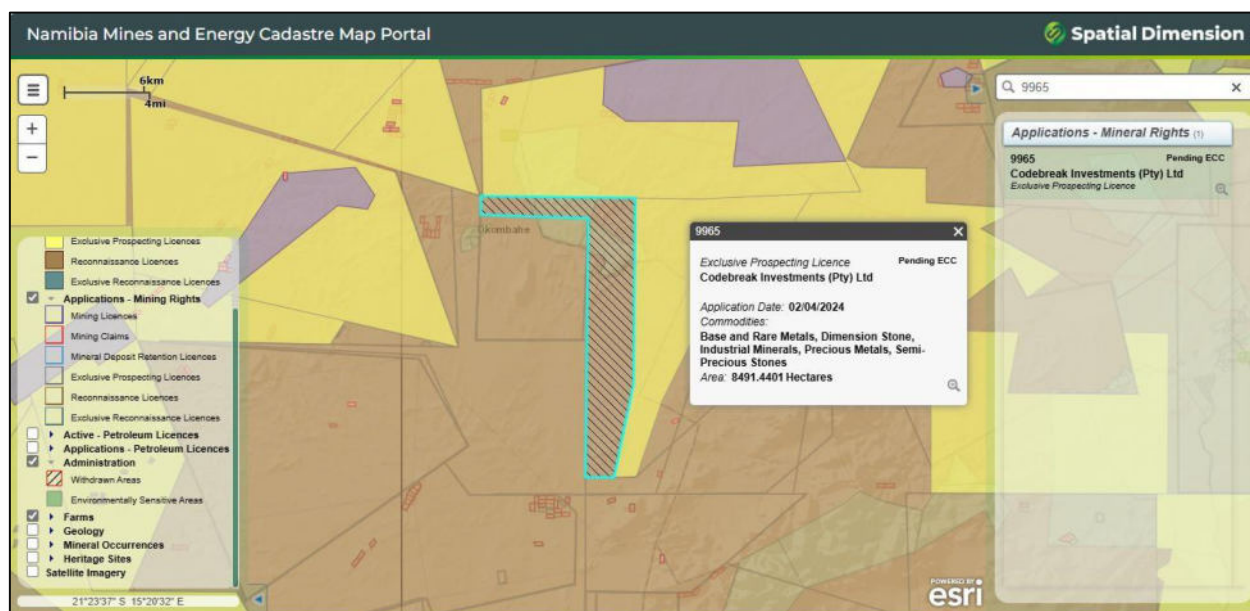 Namibia Mines and Energy Cadastre Map Portal
Spatial Dimension
6km
4mi
+
−
9965
Applications - Mineral Rights (1)
9965 Pending ECC
Codebreak Investments (Pty) Ltd
Exclusive Prospecting Licence
Okombahe
9965
Exclusive Prospecting Licence Pending ECC
Codebreak Investments (Pty) Ltd
Application Date: 02/04/2024
Commodities:
Base and Rare Metals, Dimension Stone,
Industrial Minerals, Precious Metals, Semi-
Precious Stones
Area: 8491.4401 Hectares
Exclusive Prospecting Licences
Reconnaissance Licences
Exclusive Reconnaissance Licences
Applications - Mining Rights
Mining Licences
Mining Claims
Mineral Deposit Retention Licences
Exclusive Prospecting Licences
Reconnaissance Licences
Exclusive Reconnaissance Licences
Active - Petroleum Licences
Applications - Petroleum Licences
Administration
Withdrawn Areas
Environmentally Sensitive Areas
Farms
Geology
Mineral Occurrences
Heritage Sites
Satellite Imagery
21°23'37" S 15°20'32" E
POWERED BY
esri